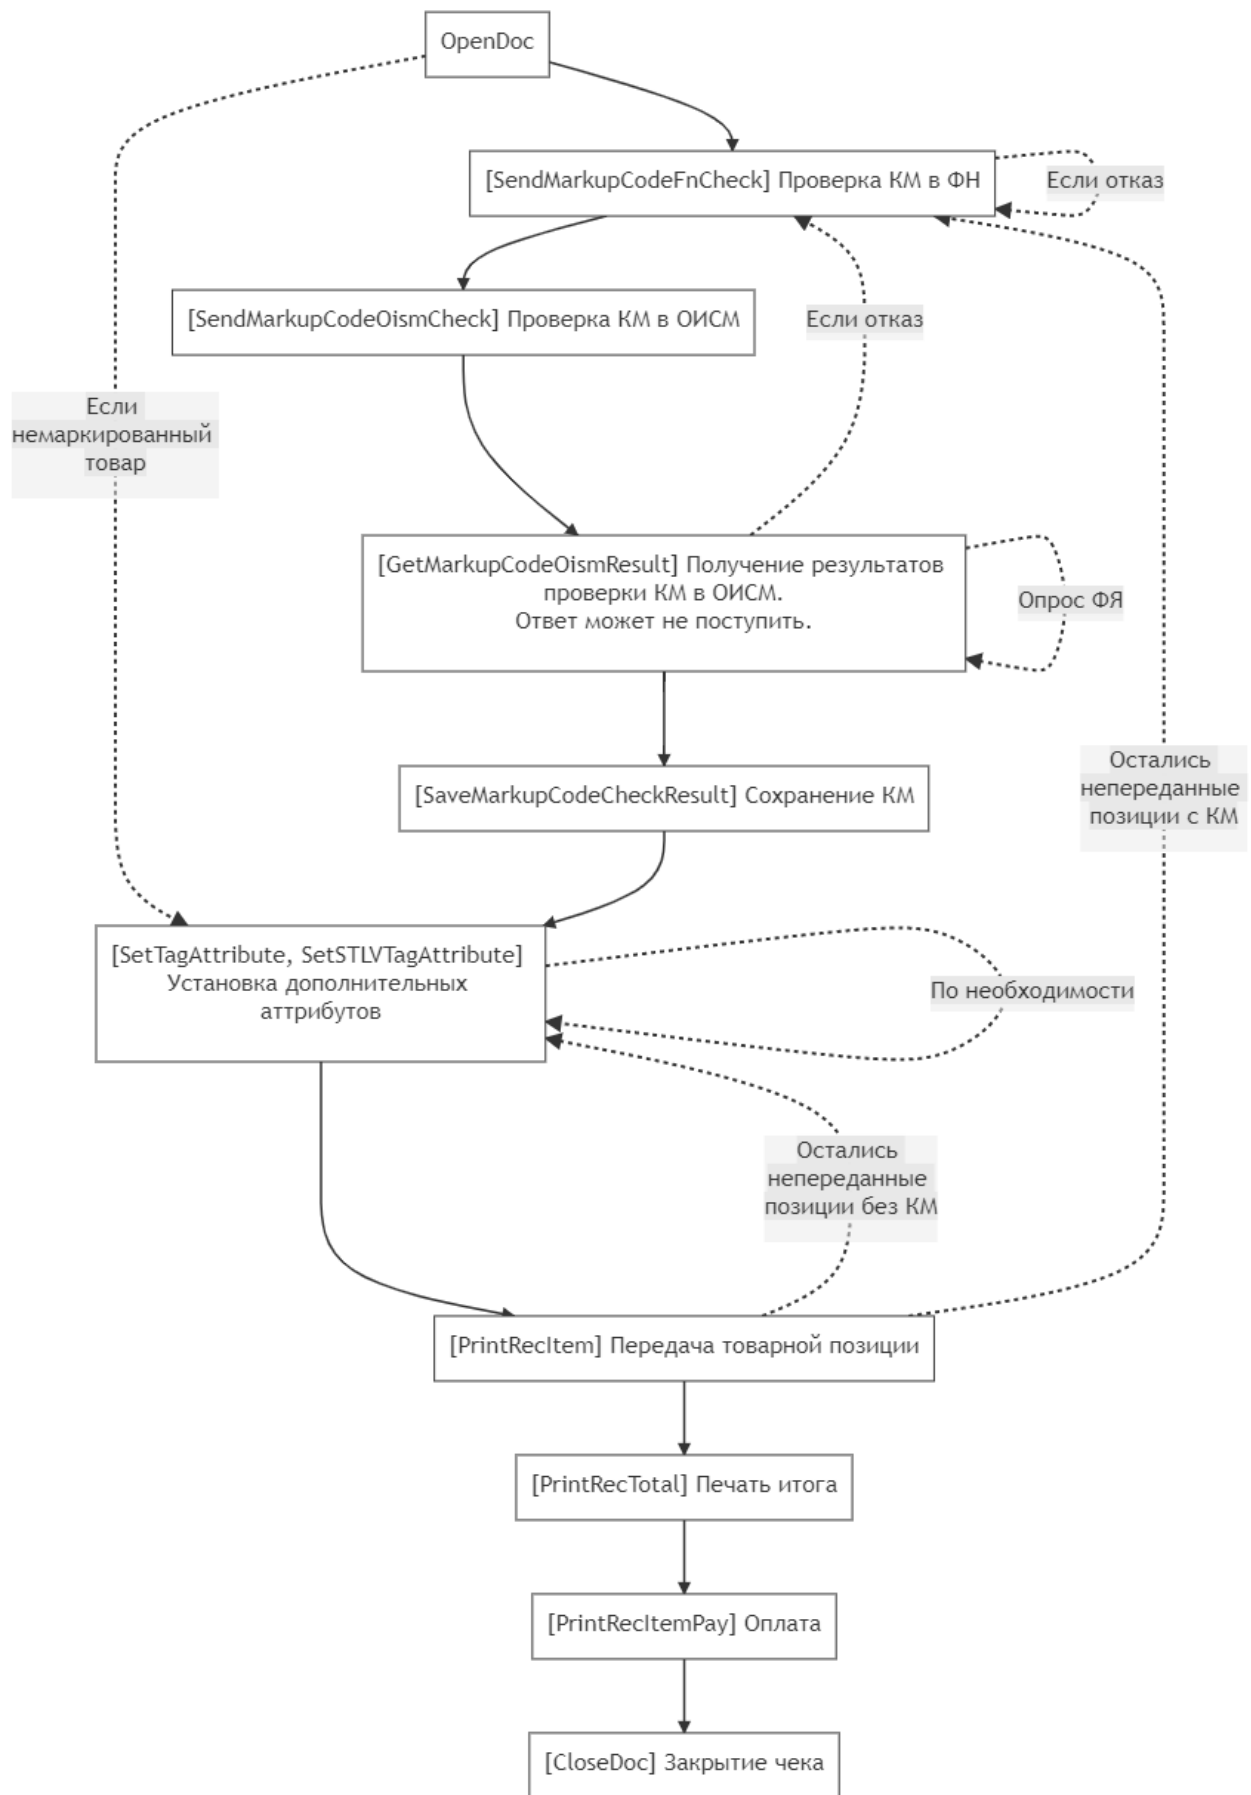 OpenDoc
[SendMarkupCodeFnCheck] Проверка КМ в ФН
Если отказ
[SendMarkupCodeOismCheck] Проверка КМ в ОИСМ
Если отказ
Если
немаркированный
товар
[GetMarkupCodeOismResult] Получение результатов
проверки КМ в ОИСМ.
Ответ может не поступить.
Опрос ФЯ
Остались
непереданные
позиции с КМ
[SaveMarkupCodeCheckResult] Сохранение КМ
[SetTagAttribute, SetSTLVTagAttribute]
Установка дополнительных
аттрибутов
По необходимости
Остались
непереданные
позиции без КМ
[PrintRecItem] Передача товарной позиции
[PrintRecTotal] Печать итога
[PrintRecItemPay] Оплата
[CloseDoc] Закрытие чека